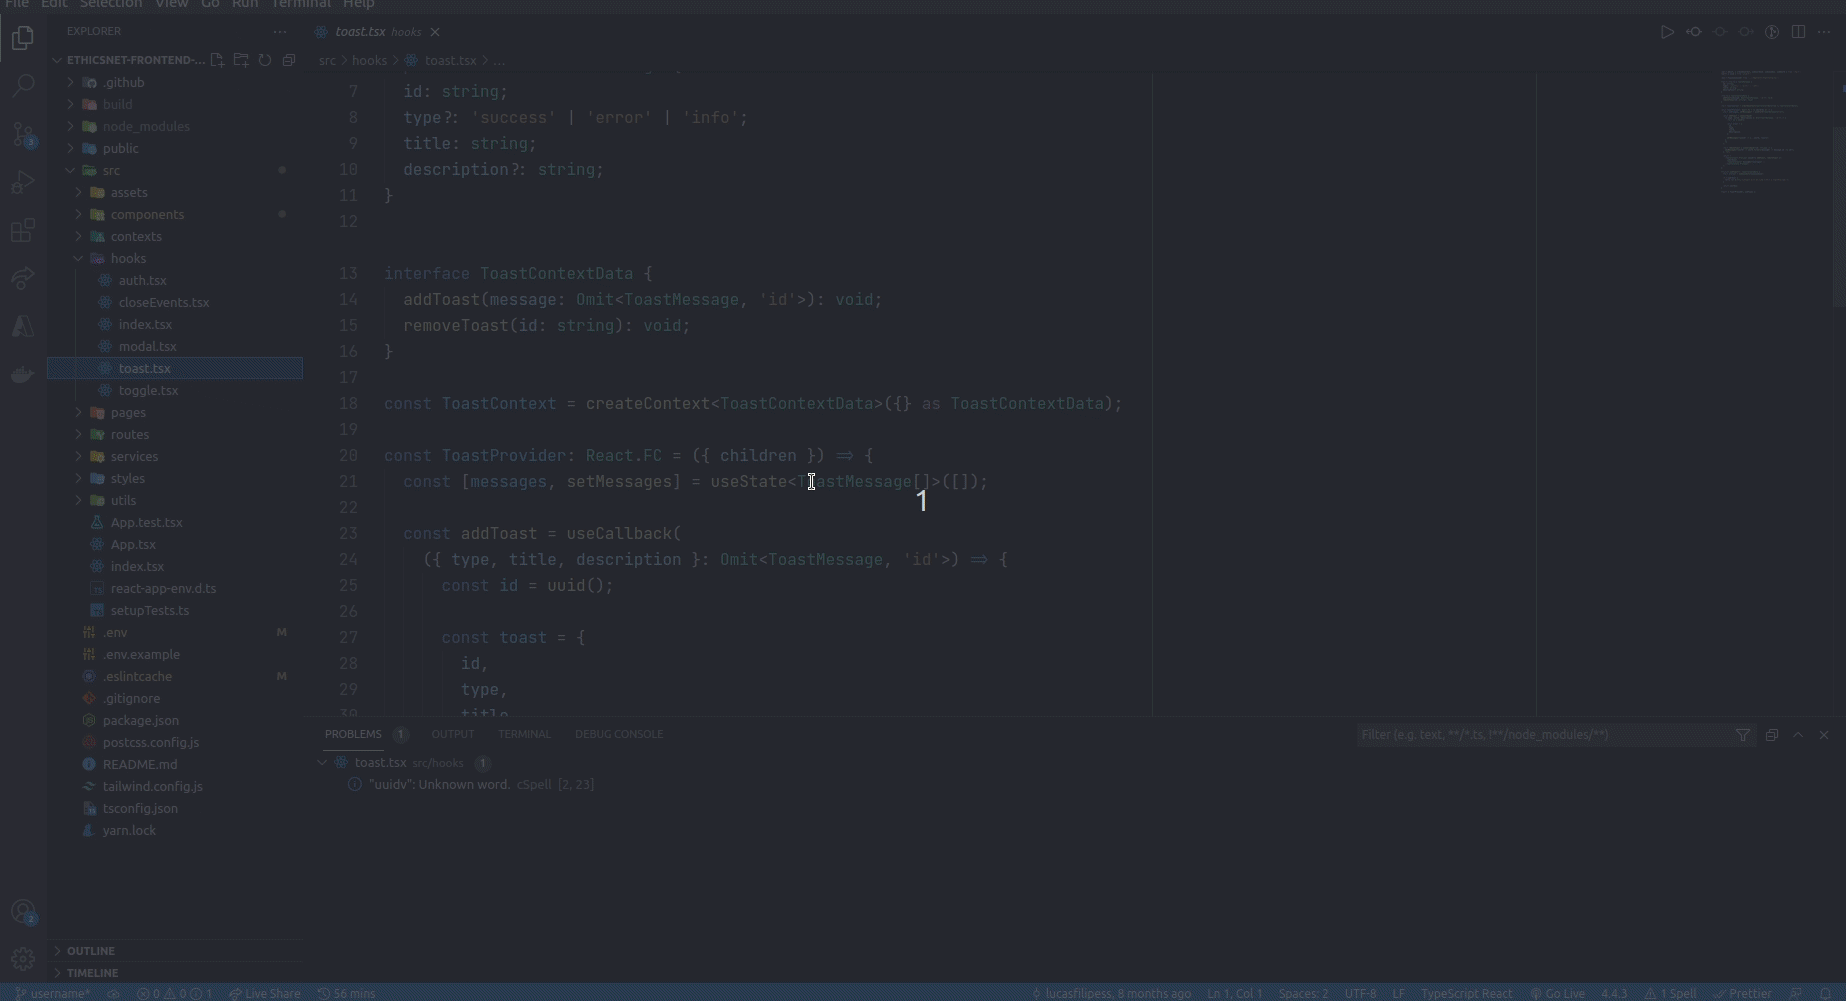 File Edit Selection View Go Run Terminal Help
EXPLORER
toast.tsx hooks
ETHICSNET-FRONTEND-...
src > hooks > toast.tsx > ...
.github
build
node_modules
public
src
assets
components
contexts
hooks
auth.tsx
closeEvents.tsx
index.tsx
modal.tsx
toast.tsx
toggle.tsx
pages
routes
services
styles
utils
App.test.tsx
App.tsx
index.tsx
react-app-env.d.ts
setupTests.ts
.env M
.env.example
.eslintcache M
.gitignore
package.json
postcss.config.js
README.md
tailwind.config.js
tsconfig.json
yarn.lock
OUTLINE
TIMELINE
3
2
7 id: string;
8 type?: 'success' | 'error' | 'info';
9 title: string;
10 description?: string;
11 }
12
13 interface ToastContextData {
14 addToast(message: Omit<ToastMessage, 'id'>): void;
15 removeToast(id: string): void;
16 }
17
18 const ToastContext = createContext<ToastContextData>({} as ToastContextData);
19
20 const ToastProvider: React.FC = ({ children }) => {
21 const [messages, setMessages] = useState<ToastMessage[]>([]);
1
22
23 const addToast = useCallback(
24 ({ type, title, description }: Omit<ToastMessage, 'id'>) => {
25 const id = uuid();
26
27 const toast = {
28 id,
29 type,
30 title
PROBLEMS 1 OUTPUT TERMINAL DEBUG CONSOLE
Filter (e.g. text, **/*.ts, !**/node_modules/**)
toast.tsx src/hooks 1
"uuidv": Unknown word. cSpell [2, 23]
username* 0 0 1 Live Share 56 mins
lucasfilipess, 8 months ago Ln 1, Col 1 Spaces: 2 UTF-8 LF TypeScript React Go Live 4.4.3 1 Spell Prettier